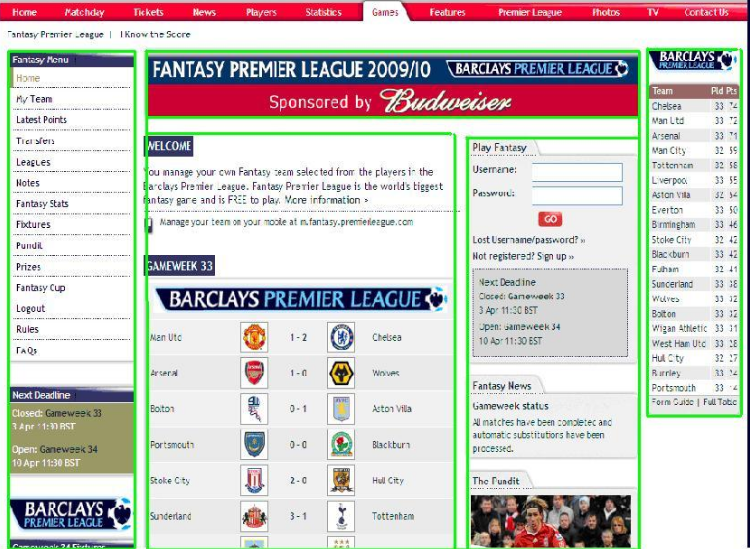 Home Matchday Tickets News Players Statistics Games Features Premier League Photos TV Contact Us
Fantasy Premier League | I Know the Score
Fantasy Menu
Home
My Team
Latest Points
Transfers
Leagues
Notes
Fantasy Stats
Fixtures
Pundit
Prizes
Fantasy Cup
Logout
Rules
FAQs
Next Deadline
Closed: Gameweek 33
3 Apr 11:30 BST
Open: Gameweek 34
10 Apr 11:30 BST
BARCLAYS
PREMIER LEAGUE
Gameweek 34 Fixtures
FANTASY PREMIER LEAGUE 2009/10 BARCLAYS PREMIER LEAGUE
Sponsored by Budweiser
WELCOME
You manage your own Fantasy team selected from the players in the
Barclays Premier League. Fantasy Premier League is the world's biggest
fantasy game and is FREE to play. More information >
Manage your team on your mobile at m.fantasy.premierleague.com
GAMEWEEK 33
BARCLAYS PREMIER LEAGUE
Man Utd 1 - 2 Chelsea
Arsenal 1 - 0 Wolves
Bolton 0 - 1 Aston Villa
Portsmouth 0 - 0 Blackburn
Stoke City 2 - 0 Hull City
Sunderland 3 - 1 Tottenham
Play Fantasy
Username:
Password:
GO
Lost Username/password? »
Not registered? Sign up »
Next Deadline
Closed: Gameweek 33
3 Apr 11:30 BST
Open: Gameweek 34
10 Apr 11:30 BST
Fantasy News
Gameweek status
All matches have been completed and
automatic substitutions have been
processed.
The Pundit
BARCLAYS
PREMIER LEAGUE
Team Pld Pts
Chelsea 33 74
Man Utd 33 72
Arsenal 33 71
Man City 32 59
Tottenham 32 58
Liverpool 33 55
Aston Villa 32 54
Everton 33 50
Birmingham 33 46
Stoke City 32 42
Blackburn 33 42
Fulham 32 41
Sunderland 33 38
Wolves 33 32
Bolton 33 32
Wigan Athletic 33 31
West Ham Utd 33 28
Hull City 32 27
Burnley 33 24
Portsmouth 33 14
Form Guide | Full Table